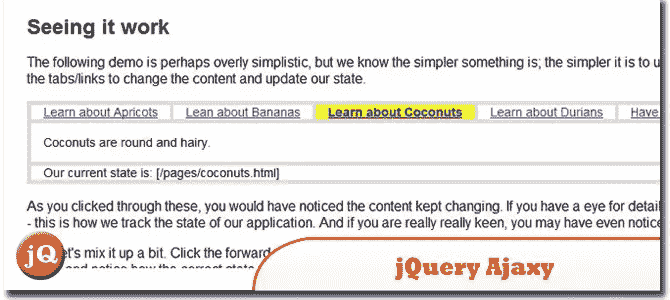 Seeing it work
The following demo is perhaps overly simplistic, but we know the simpler something is; the simpler it is to u
the tabs/links to change the content and update our state.
Learn about Apricots Lean about Bananas Learn about Coconuts Learn about Durians Have
Coconuts are round and hairy.
Our current state is: [/pages/coconuts.html]
As you clicked through these, you would have noticed the content kept changing. If you have a eye for detail
- this is how we track the state of our application. And if you are really really keen, you may have even notice
let's mix it up a bit. Click the forward
jQ
jQuery Ajaxy